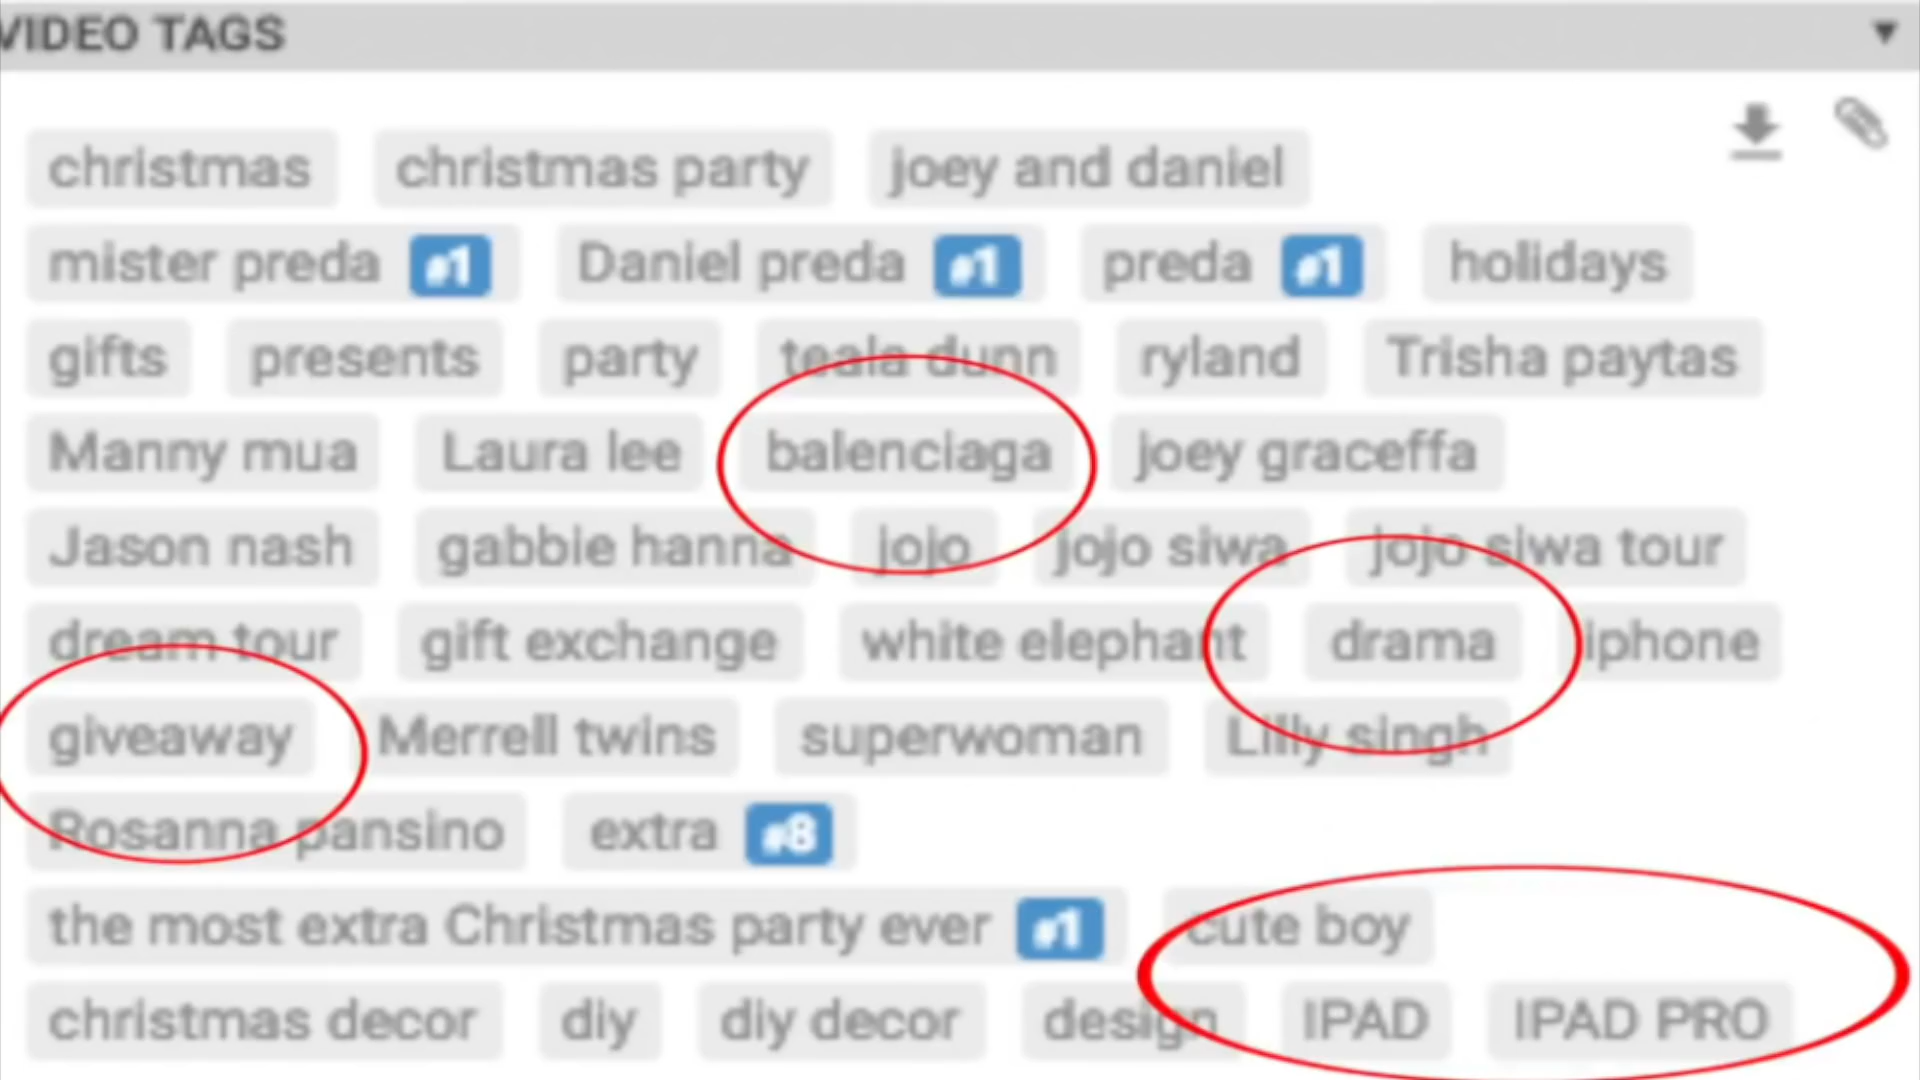 VIDEO TAGS
christmas christmas party joey and daniel
mister preda #1 Daniel preda #1 preda #1 holidays
gifts presents party teala dunn ryland Trisha paytas
Manny mua Laura lee balenciaga joey graceffa
Jason nash gabbie hanna jojo jojo siwa jojo siwa tour
dream tour gift exchange white elephant drama iphone
giveaway Merrell twins superwoman Lilly singh
Rosanna pansino extra #8
the most extra Christmas party ever #1 cute boy
christmas decor diy diy decor design IPAD IPAD PRO